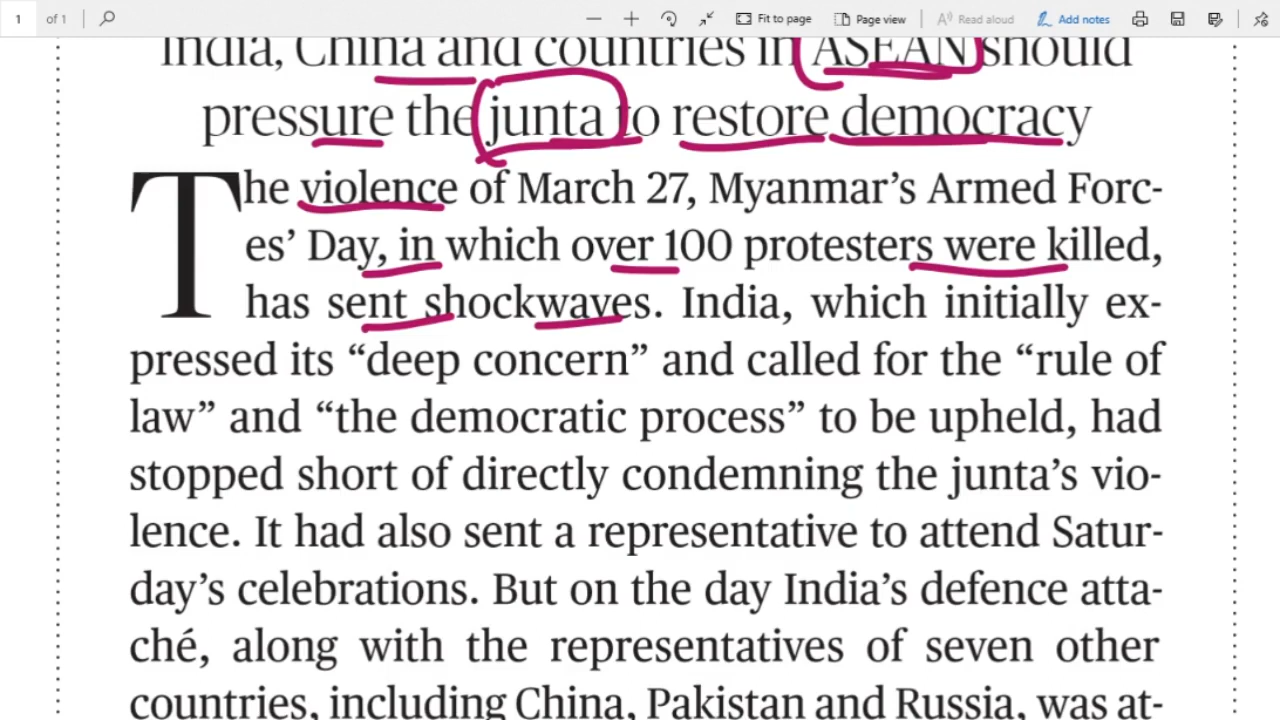 1 of 1 Fit to page Page view Read aloud Add notes
India, China and countries in ASEAN should
pressure the junta to restore democracy
The violence of March 27, Myanmar’s Armed Forc-
es’ Day, in which over 100 protesters were killed,
has sent shockwaves. India, which initially ex-
pressed its “deep concern” and called for the “rule of
law” and “the democratic process” to be upheld, had
stopped short of directly condemning the junta’s vio-
lence. It had also sent a representative to attend Satur-
day’s celebrations. But on the day India’s defence atta-
ché, along with the representatives of seven other
countries, including China, Pakistan and Russia, was at-